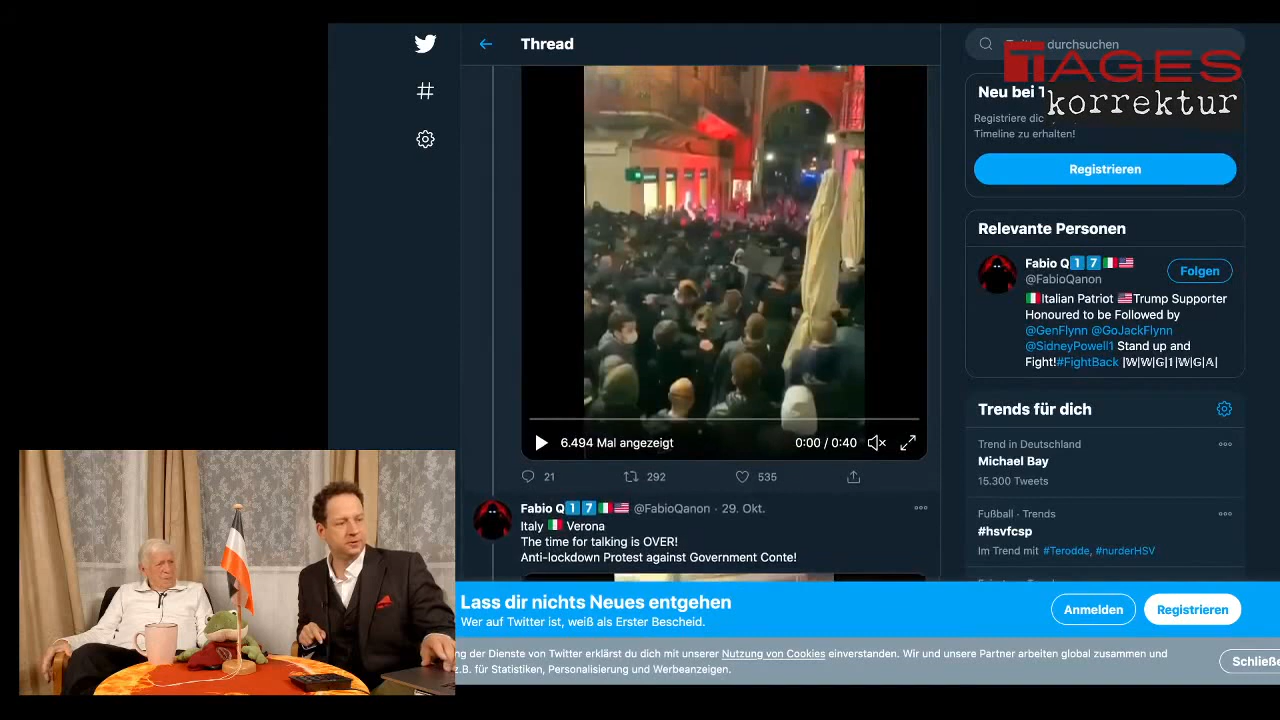 Thread
Twitter durchsuchen
TAGES
korrektur
Neu bei T
Registriere dic
Timeline zu erhalten!
Registrieren
Relevante Personen
Fabio Q17
@FabioQanon
Folgen
Italian Patriot Trump Supporter
Honoured to be Followed by
@GenFlynn @GoJackFlynn
@SidneyPowell1 Stand up and
Fight!#FightBack |𝕎|𝕎|𝔾|𝟙|𝕎|𝔾|𝔸|
6.494 Mal angezeigt
0:00 / 0:40
21
292
535
Fabio Q17 @FabioQanon · 29. Okt.
Italy Verona
The time for talking is OVER!
Anti-lockdown Protest against Government Conte!
Trends für dich
Trend in Deutschland
Michael Bay
15.300 Tweets
Fußball · Trends
#hsvfcsp
Im Trend mit #Terodde, #nurderHSV
Lass dir nichts Neues entgehen
Wer auf Twitter ist, weiß als Erster Bescheid.
Anmelden
Registrieren
ng der Dienste von Twitter erklärst du dich mit unserer Nutzung von Cookies einverstanden. Wir und unsere Partner arbeiten global zusammen und
z.B. für Statistiken, Personalisierung und Werbeanzeigen.
Schließe